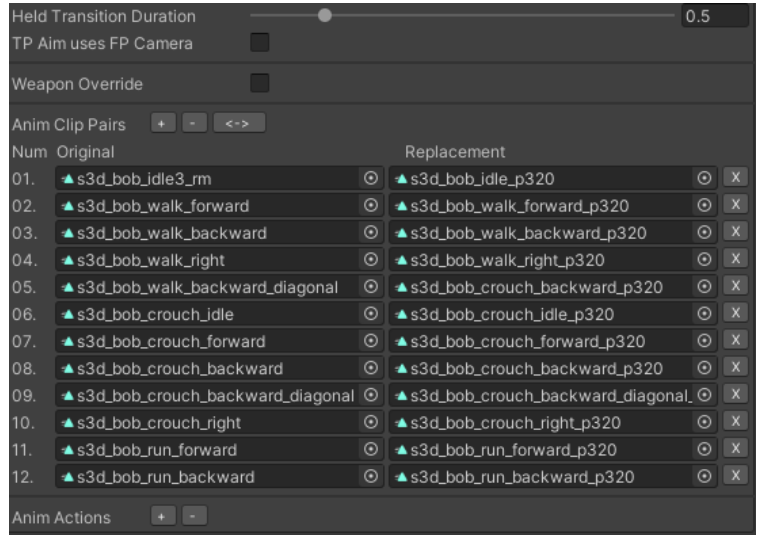 Held Transition Duration 0.5
TP Aim uses FP Camera
Weapon Override
Anim Clip Pairs + - <->
Num Original Replacement
01. s3d_bob_idle3_rm s3d_bob_idle_p320 X
02. s3d_bob_walk_forward s3d_bob_walk_forward_p320 X
03. s3d_bob_walk_backward s3d_bob_walk_backward_p320 X
04. s3d_bob_walk_right s3d_bob_walk_right_p320 X
05. s3d_bob_walk_backward_diagonal s3d_bob_crouch_backward_p320 X
06. s3d_bob_crouch_idle s3d_bob_crouch_idle_p320 X
07. s3d_bob_crouch_forward s3d_bob_crouch_forward_p320 X
08. s3d_bob_crouch_backward s3d_bob_crouch_backward_p320 X
09. s3d_bob_crouch_backward_diagonal s3d_bob_crouch_backward_diagonal_ X
10. s3d_bob_crouch_right s3d_bob_crouch_right_p320 X
11. s3d_bob_run_forward s3d_bob_run_forward_p320 X
12. s3d_bob_run_backward s3d_bob_run_backward_p320 X
Anim Actions + -